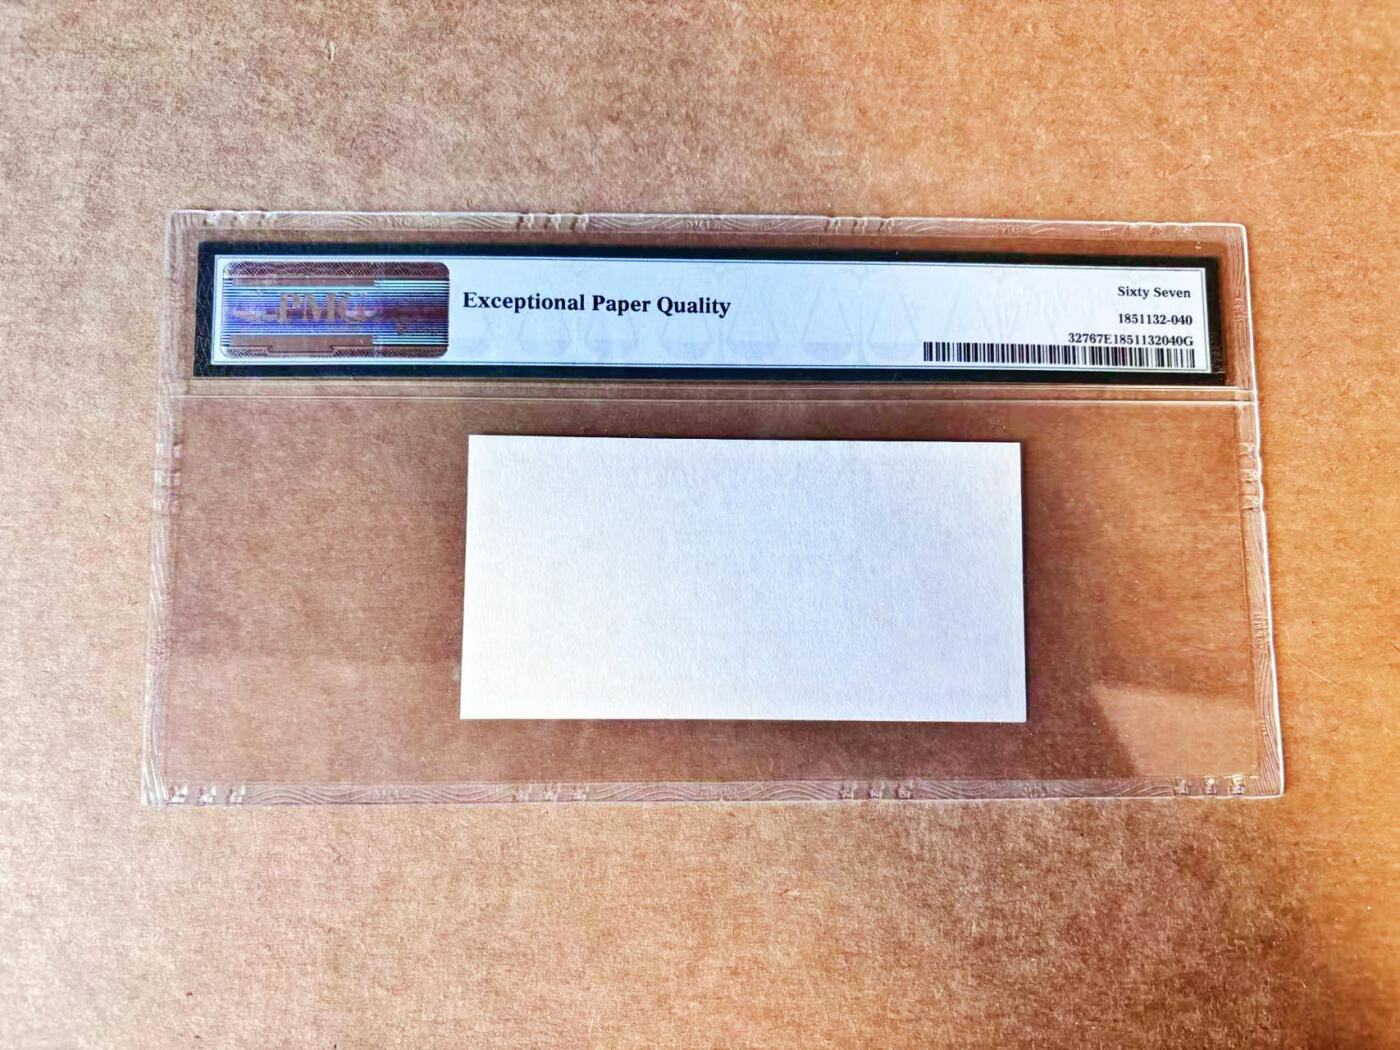 PMG
Exceptional Paper Quality
Sixty Seven
1851132-040
32767E1851132040G